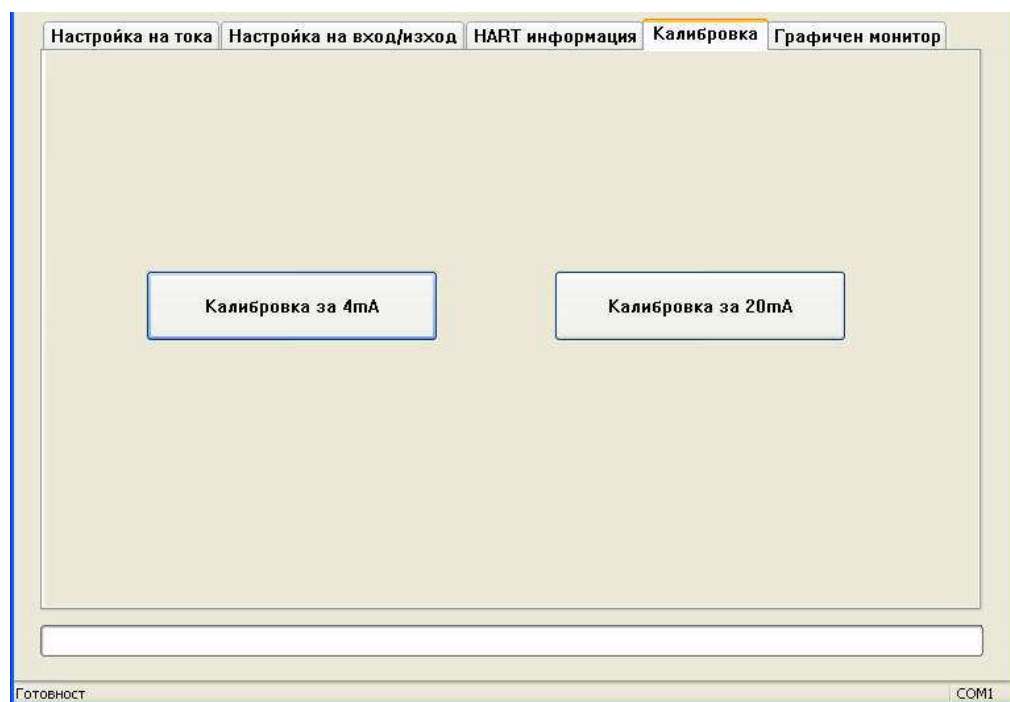 Настройка на тока Настройка на вход/изход HART информация Калибровка Графичен монитор
Калибровка за 4mA Калибровка за 20mA
Готовност COM1